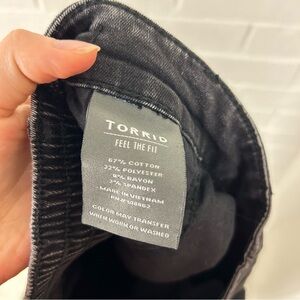 TORRID
FEEL THE FIT
67% COTTON
22% POLYESTER
9% RAYON
2% SPANDEX
MADE IN VIETNAM
COLOR MAY TRANSFER
WHEN WORN OR WASHED